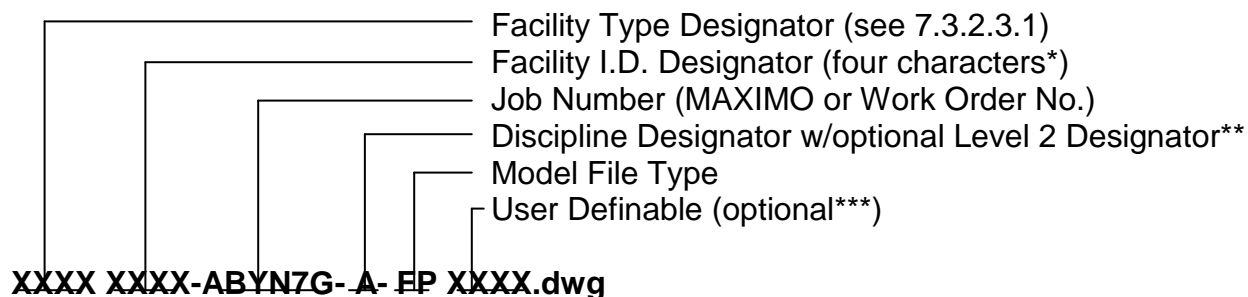 Facility Type Designator (see 7.3.2.3.1)
Facility I.D. Designator (four characters*)
Job Number (MAXIMO or Work Order No.)
Discipline Designator w/optional Level 2 Designator**
Model File Type
User Definable (optional***)
XXXX XXXX-ABYN7G- A- FP XXXX.dwg